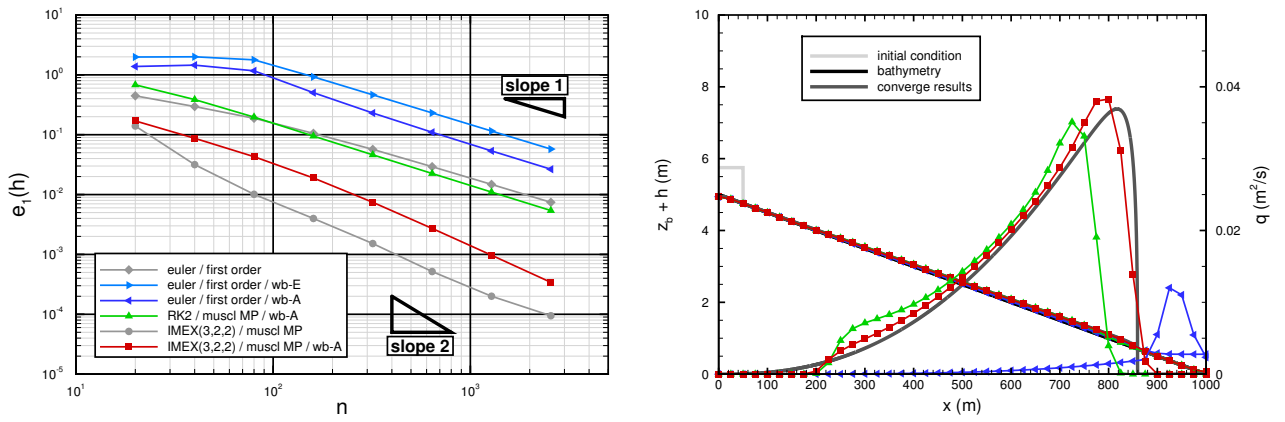 10^1
10^0
10^-1
10^-2
10^-3
10^-4
10^-5
e_1(h)
slope 1
slope 2
euler / first order
euler / first order / wb-E
euler / first order / wb-A
RK2 / muscl MP / wb-A
IMEX(3,2,2) / muscl MP
IMEX(3,2,2) / muscl MP / wb-A
10^1 10^2 10^3
n
10
8
6
4
2
0
z_b + h (m)
initial condition
bathymetry
converge results
0.04
0.02
0
q (m^2/s)
0 100 200 300 400 500 600 700 800 900 1000
x (m)